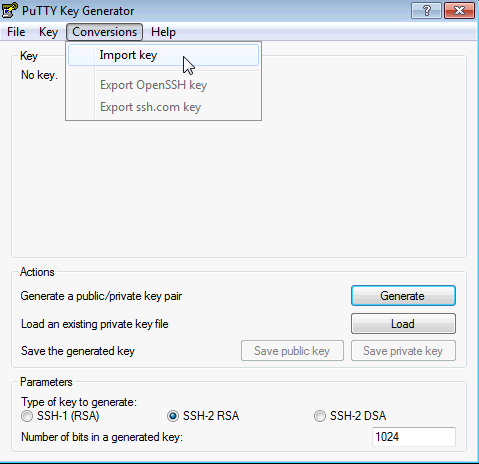 PuTTY Key Generator
File Key Conversions Help
Import key
Export OpenSSH key
Export ssh.com key
Key
No key.
Actions
Generate a public/private key pair Generate
Load an existing private key file Load
Save the generated key Save public key Save private key
Parameters
Type of key to generate:
SSH-1 (RSA) SSH-2 RSA SSH-2 DSA
Number of bits in a generated key: 1024